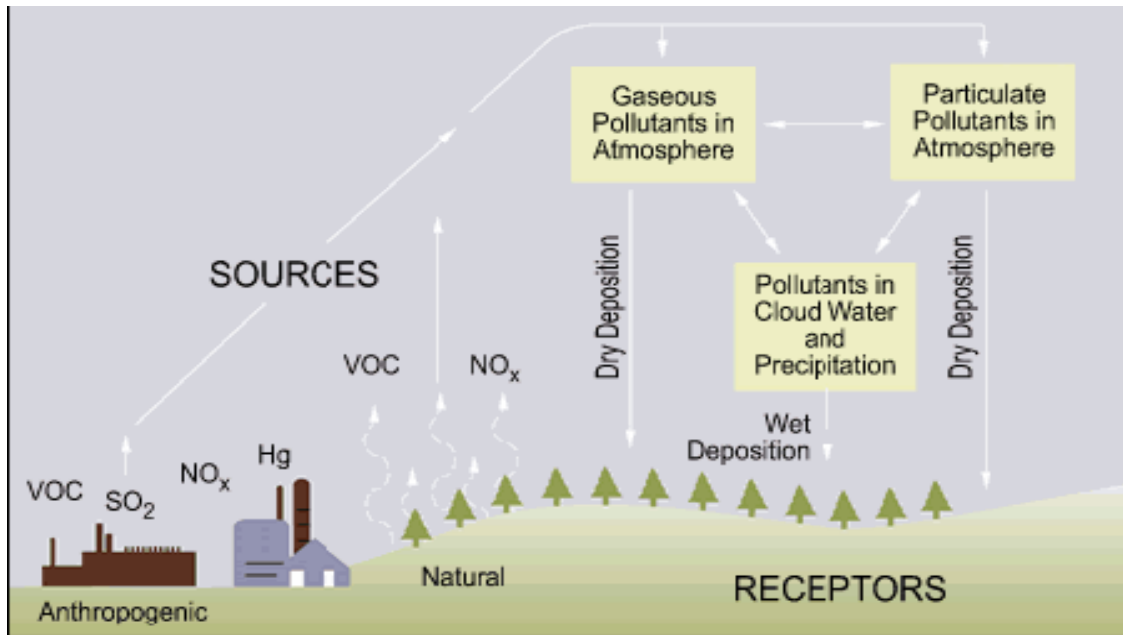 Gaseous
Pollutants in
Atmosphere
Particulate
Pollutants in
Atmosphere
SOURCES
Dry Deposition
Pollutants in
Cloud Water
and
Precipitation
Dry Deposition
VOC
NOx
Wet
Deposition
VOC
SO2
NOx
Hg
Natural
RECEPTORS
Anthropogenic